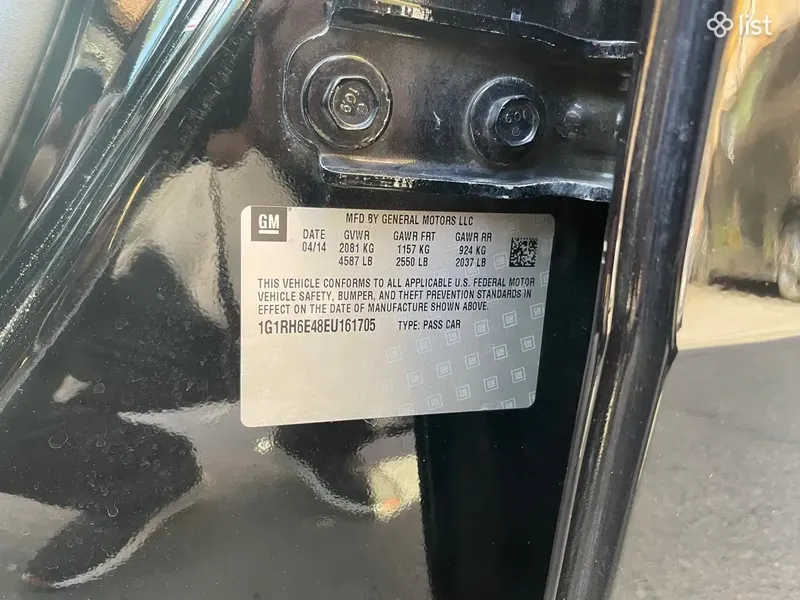 list
GM
MFD BY GENERAL MOTORS LLC
DATE GVWR GAWR FRT GAWR RR
04/14 2081 KG 1157 KG 924 KG
4587 LB 2550 LB 2037 LB
THIS VEHICLE CONFORMS TO ALL APPLICABLE U.S. FEDERAL MOTOR
VEHICLE SAFETY, BUMPER, AND THEFT PREVENTION STANDARDS IN
EFFECT ON THE DATE OF MANUFACTURE SHOWN ABOVE.
1G1RH6E48EU161705 TYPE: PASS CAR